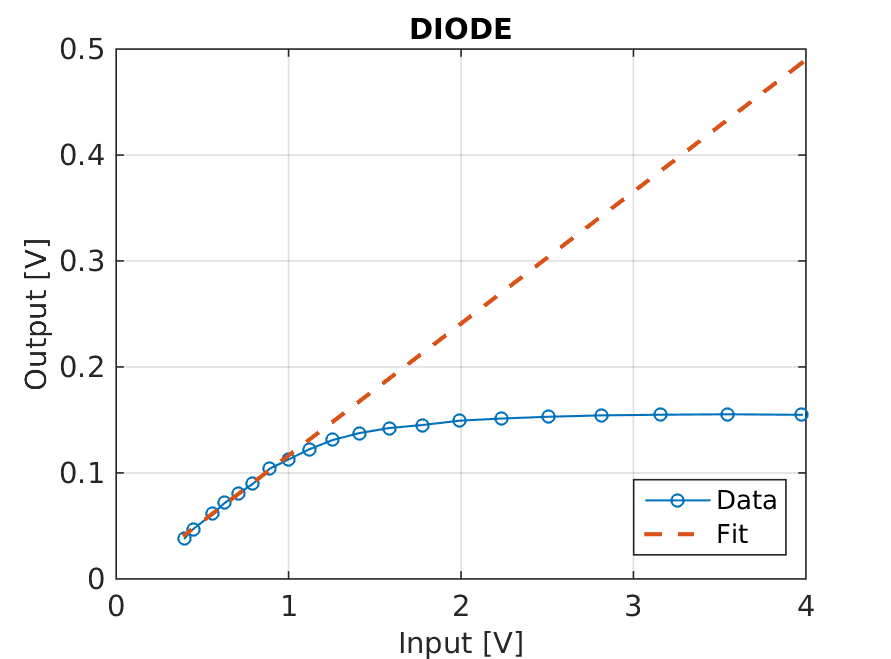 DIODE
0.5
0.4
0.3
0.2
0.1
0
Output [V]
0 1 2 3 4
Input [V]
Data
Fit